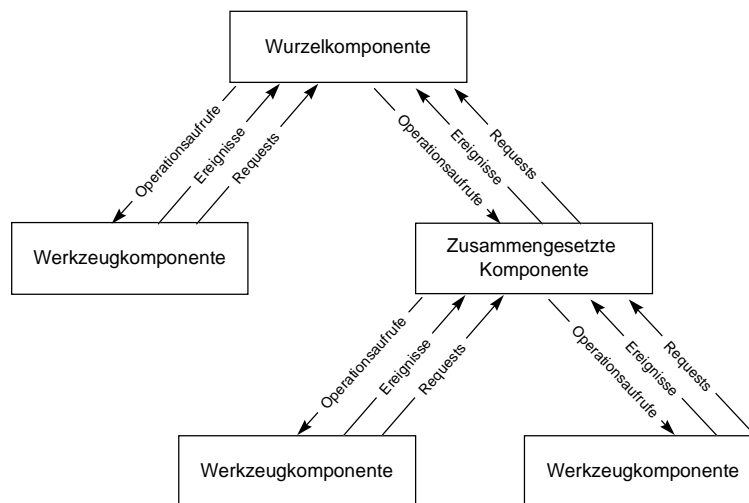 Wurzelkomponente
Operationsaufrufe
Ereignisse
Requests
Operationsaufrufe
Ereignisse
Requests
Werkzeugkomponente
Zusammengesetzte
Komponente
Operationsaufrufe
Ereignisse
Requests
Operationsaufrufe
Ereignisse
Requests
Werkzeugkomponente
Werkzeugkomponente